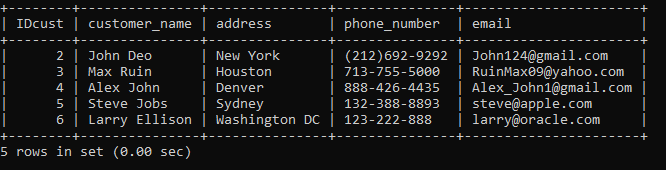 +--------+----------------+---------------+---------------+----------------------+
| IDcust | customer_name  | address       | phone_number  | email                |
+--------+----------------+---------------+---------------+----------------------+
|      2 | John Deo       | New York      | (212)692-9292 | John124@gmail.com    |
|      3 | Max Ruin       | Houston       | 713-755-5000  | RuinMax09@yahoo.com  |
|      4 | Alex John      | Denver        | 888-426-4435  | Alex_John1@gmail.com |
|      5 | Steve Jobs     | Sydney        | 132-388-8893  | steve@apple.com      |
|      6 | Larry Ellison  | Washington DC | 123-222-888   | larry@oracle.com     |
+--------+----------------+---------------+---------------+----------------------+
5 rows in set (0.00 sec)